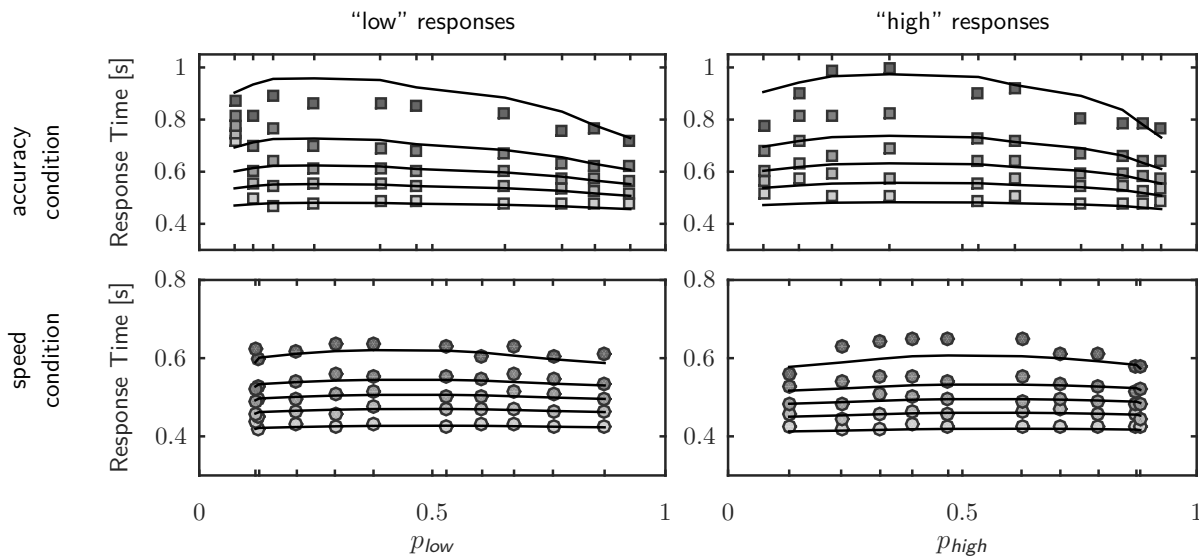 “low” responses
“high” responses
accuracy
condition
Response Time [s]
1
0.8
0.6
0.4
1
0.8
0.6
0.4
speed
condition
Response Time [s]
0.8
0.6
0.4
0.8
0.6
0.4
0
0.5
1
0
0.5
1
p_low
p_high